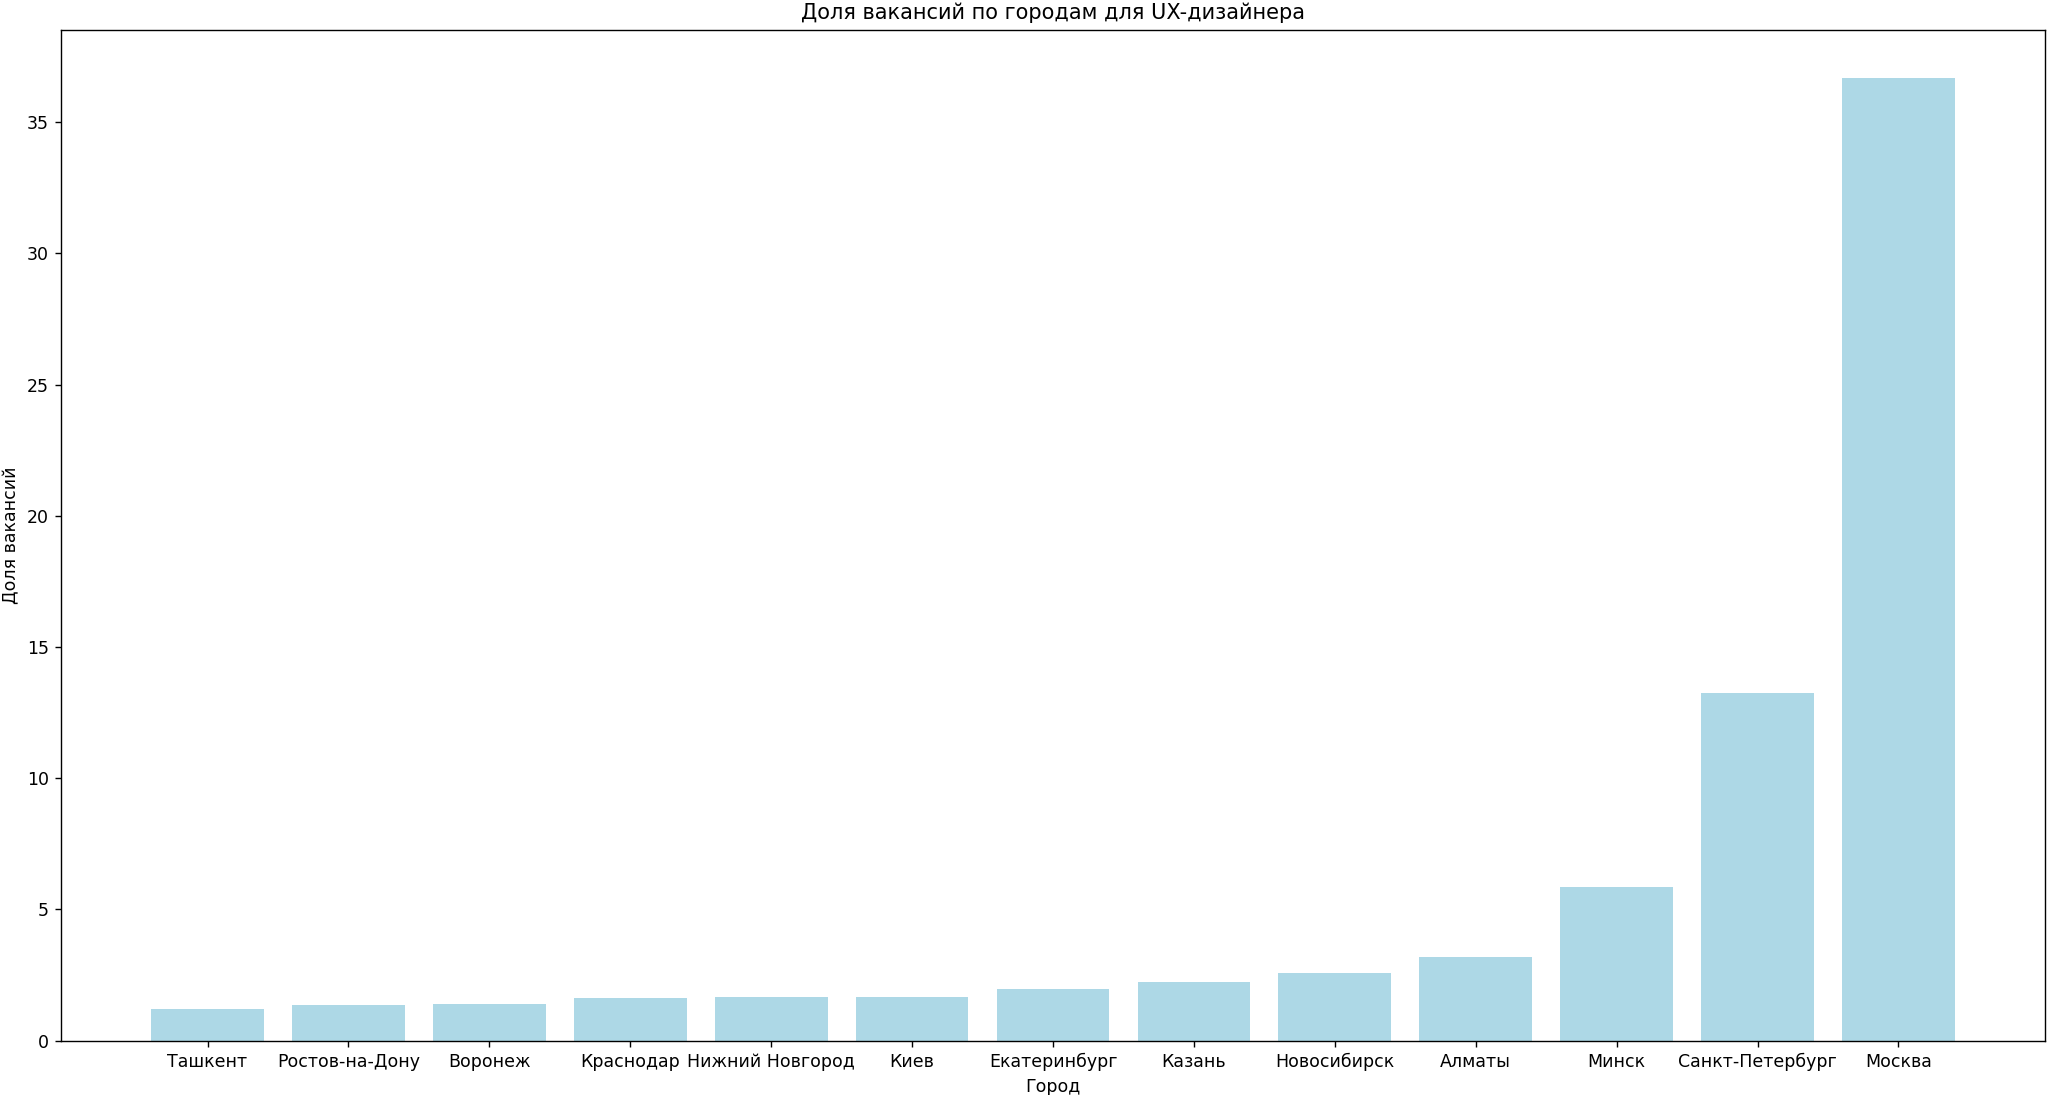 Доля вакансий по городам для UX-дизайнера
Доля вакансий
35
30
25
20
15
10
5
0
Ташкент Ростов-на-Дону Воронеж Краснодар Нижний Новгород Киев Екатеринбург Казань Новосибирск Алматы Минск Санкт-Петербург Москва
Город